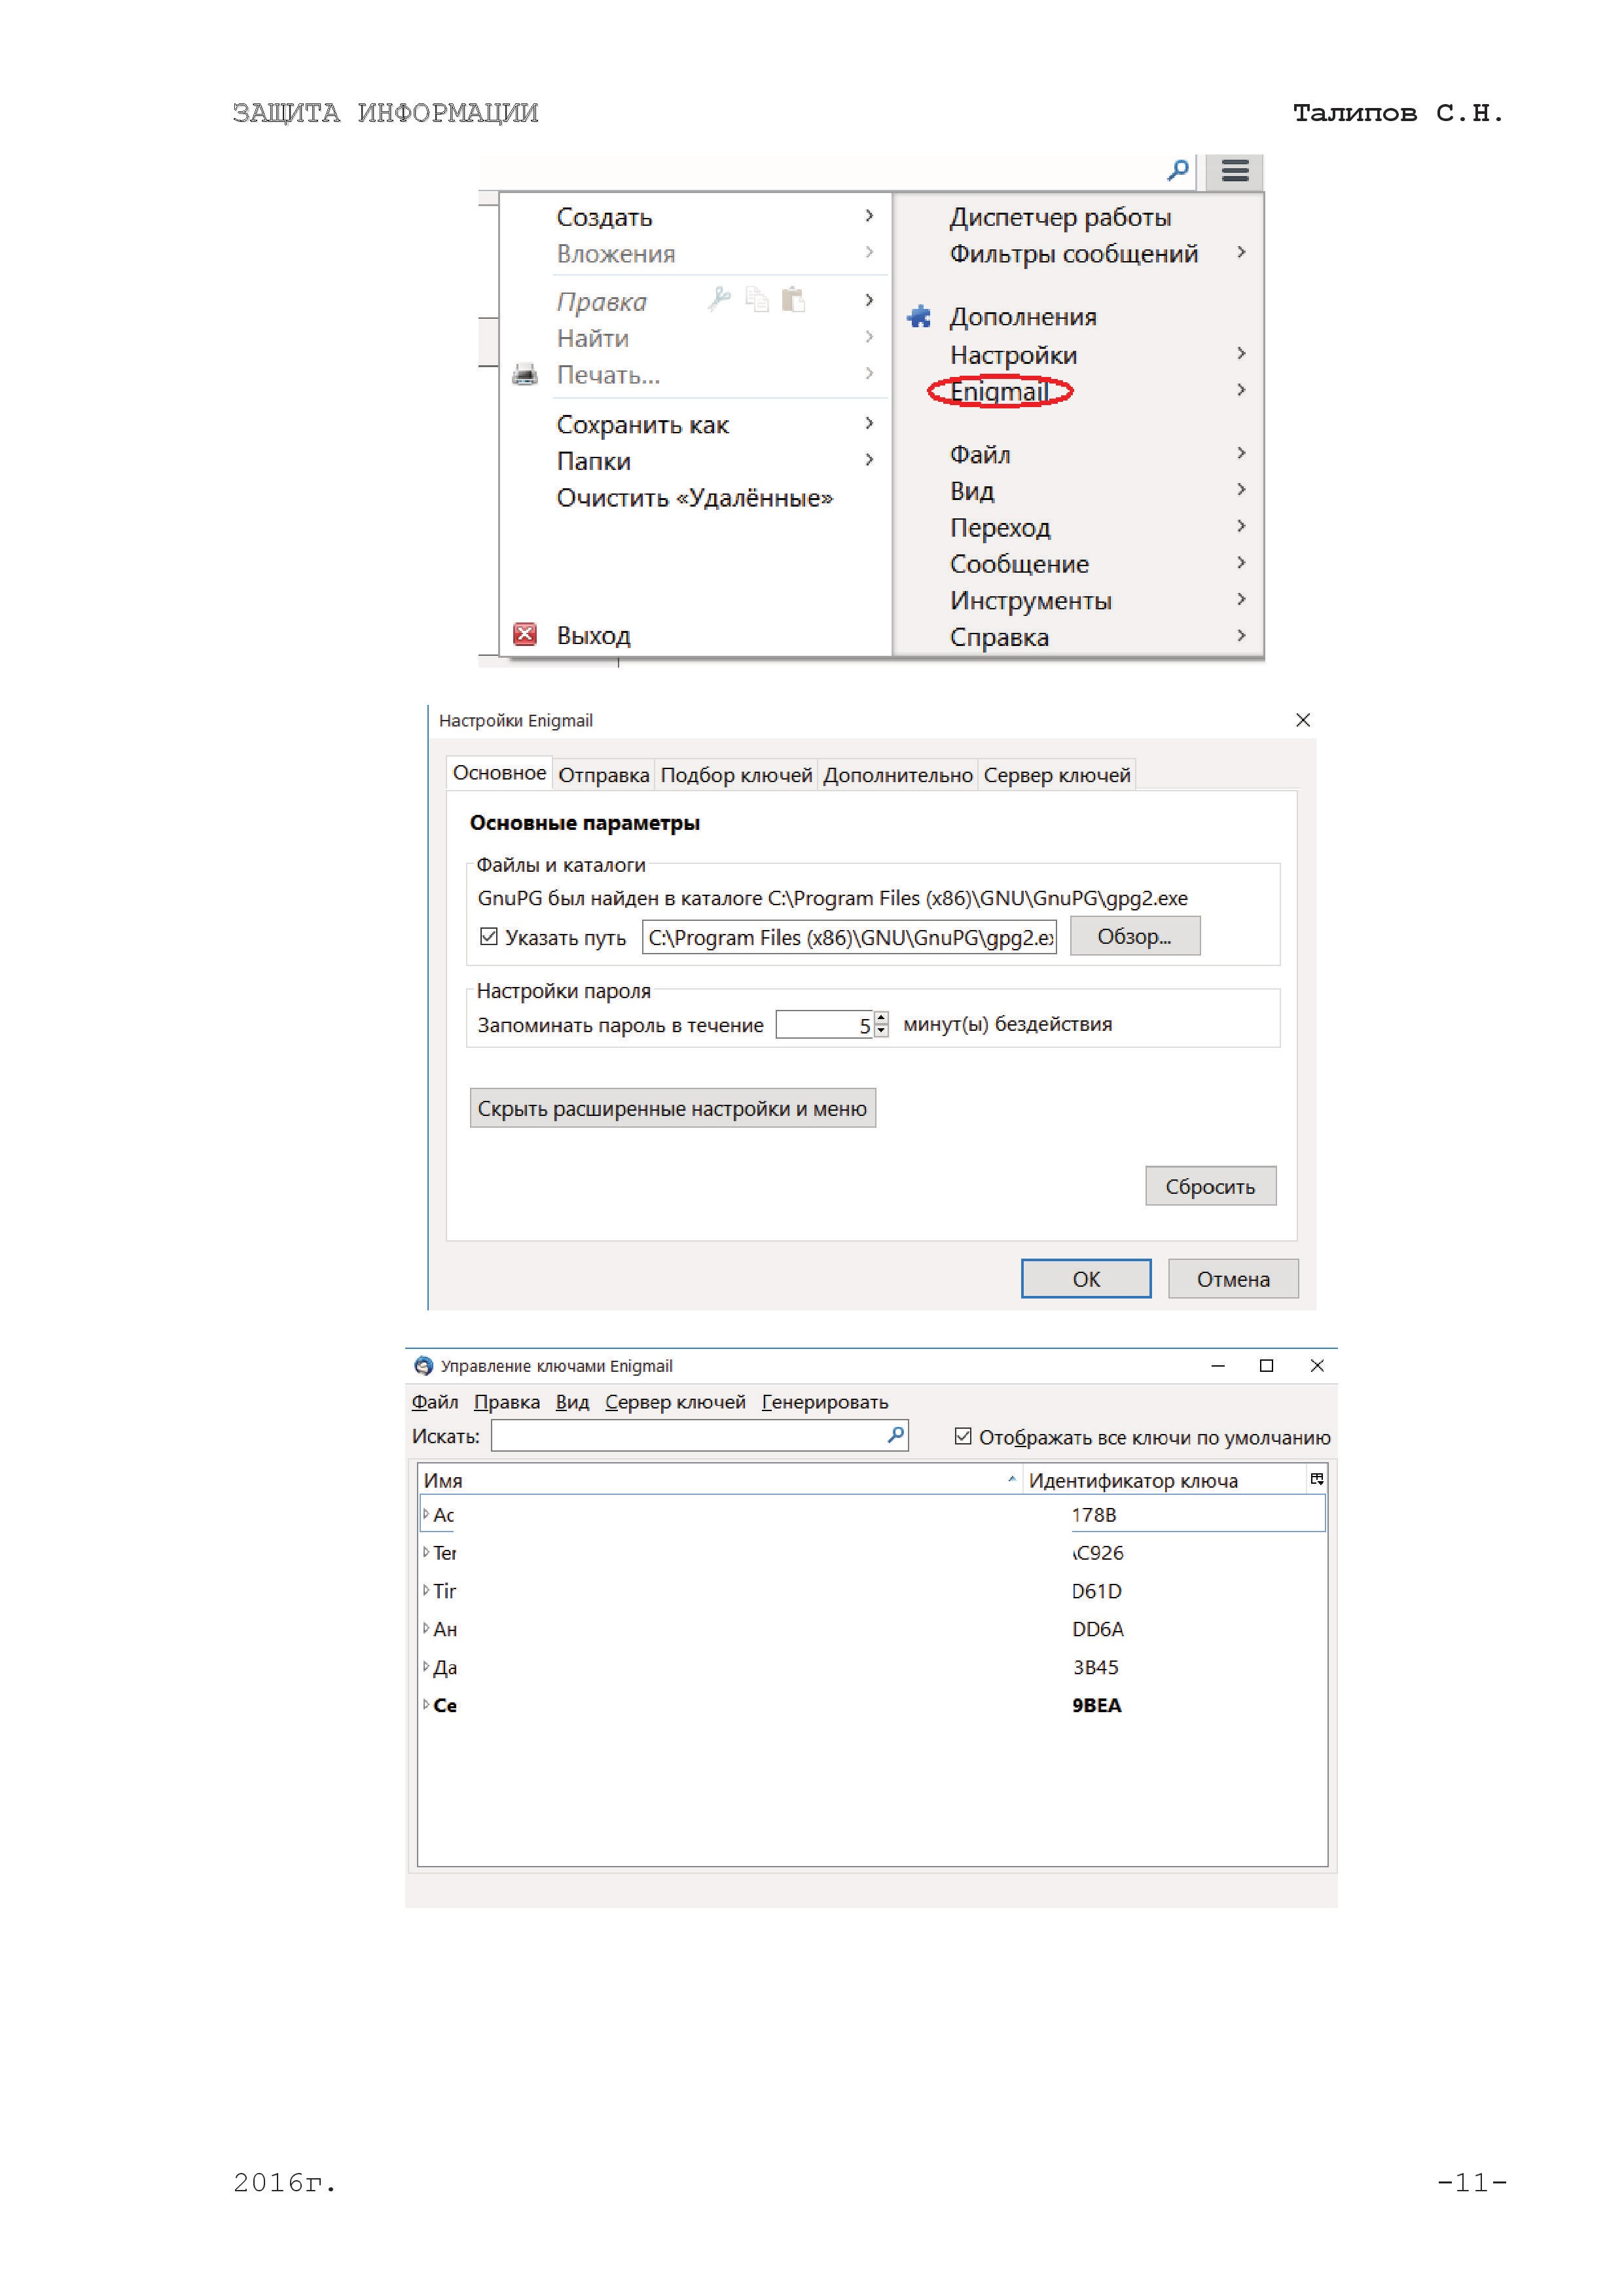 ЗАЩИТА ИНФОРМАЦИИ Талипов С.Н.
Создать
Вложения
Правка
Найти
Печать...
Сохранить как
Папки
Очистить «Удалённые»
Выход
Диспетчер работы
Фильтры сообщений
Дополнения
Настройки
Enigmail
Файл
Вид
Переход
Сообщение
Инструменты
Справка
Настройки Enigmail
Основное Отправка Подбор ключей Дополнительно Сервер ключей
Основные параметры
Файлы и каталоги
GnuPG был найден в каталоге C:\Program Files (x86)\GNU\GnuPG\gpg2.exe
Указать путь C:\Program Files (x86)\GNU\GnuPG\gpg2.e Обзор...
Настройки пароля
Запоминать пароль в течение 5 минут(ы) бездействия
Скрыть расширенные настройки и меню
Сбросить
ОК Отмена
Управление ключами Enigmail
Файл Правка Вид Сервер ключей Генерировать
Искать: Отображать все ключи по умолчанию
Имя Идентификатор ключа
Ac 178B
Ter C926
Tir D61D
Ан DD6A
Да 3B45
Се 9BEA
2016г. -11-